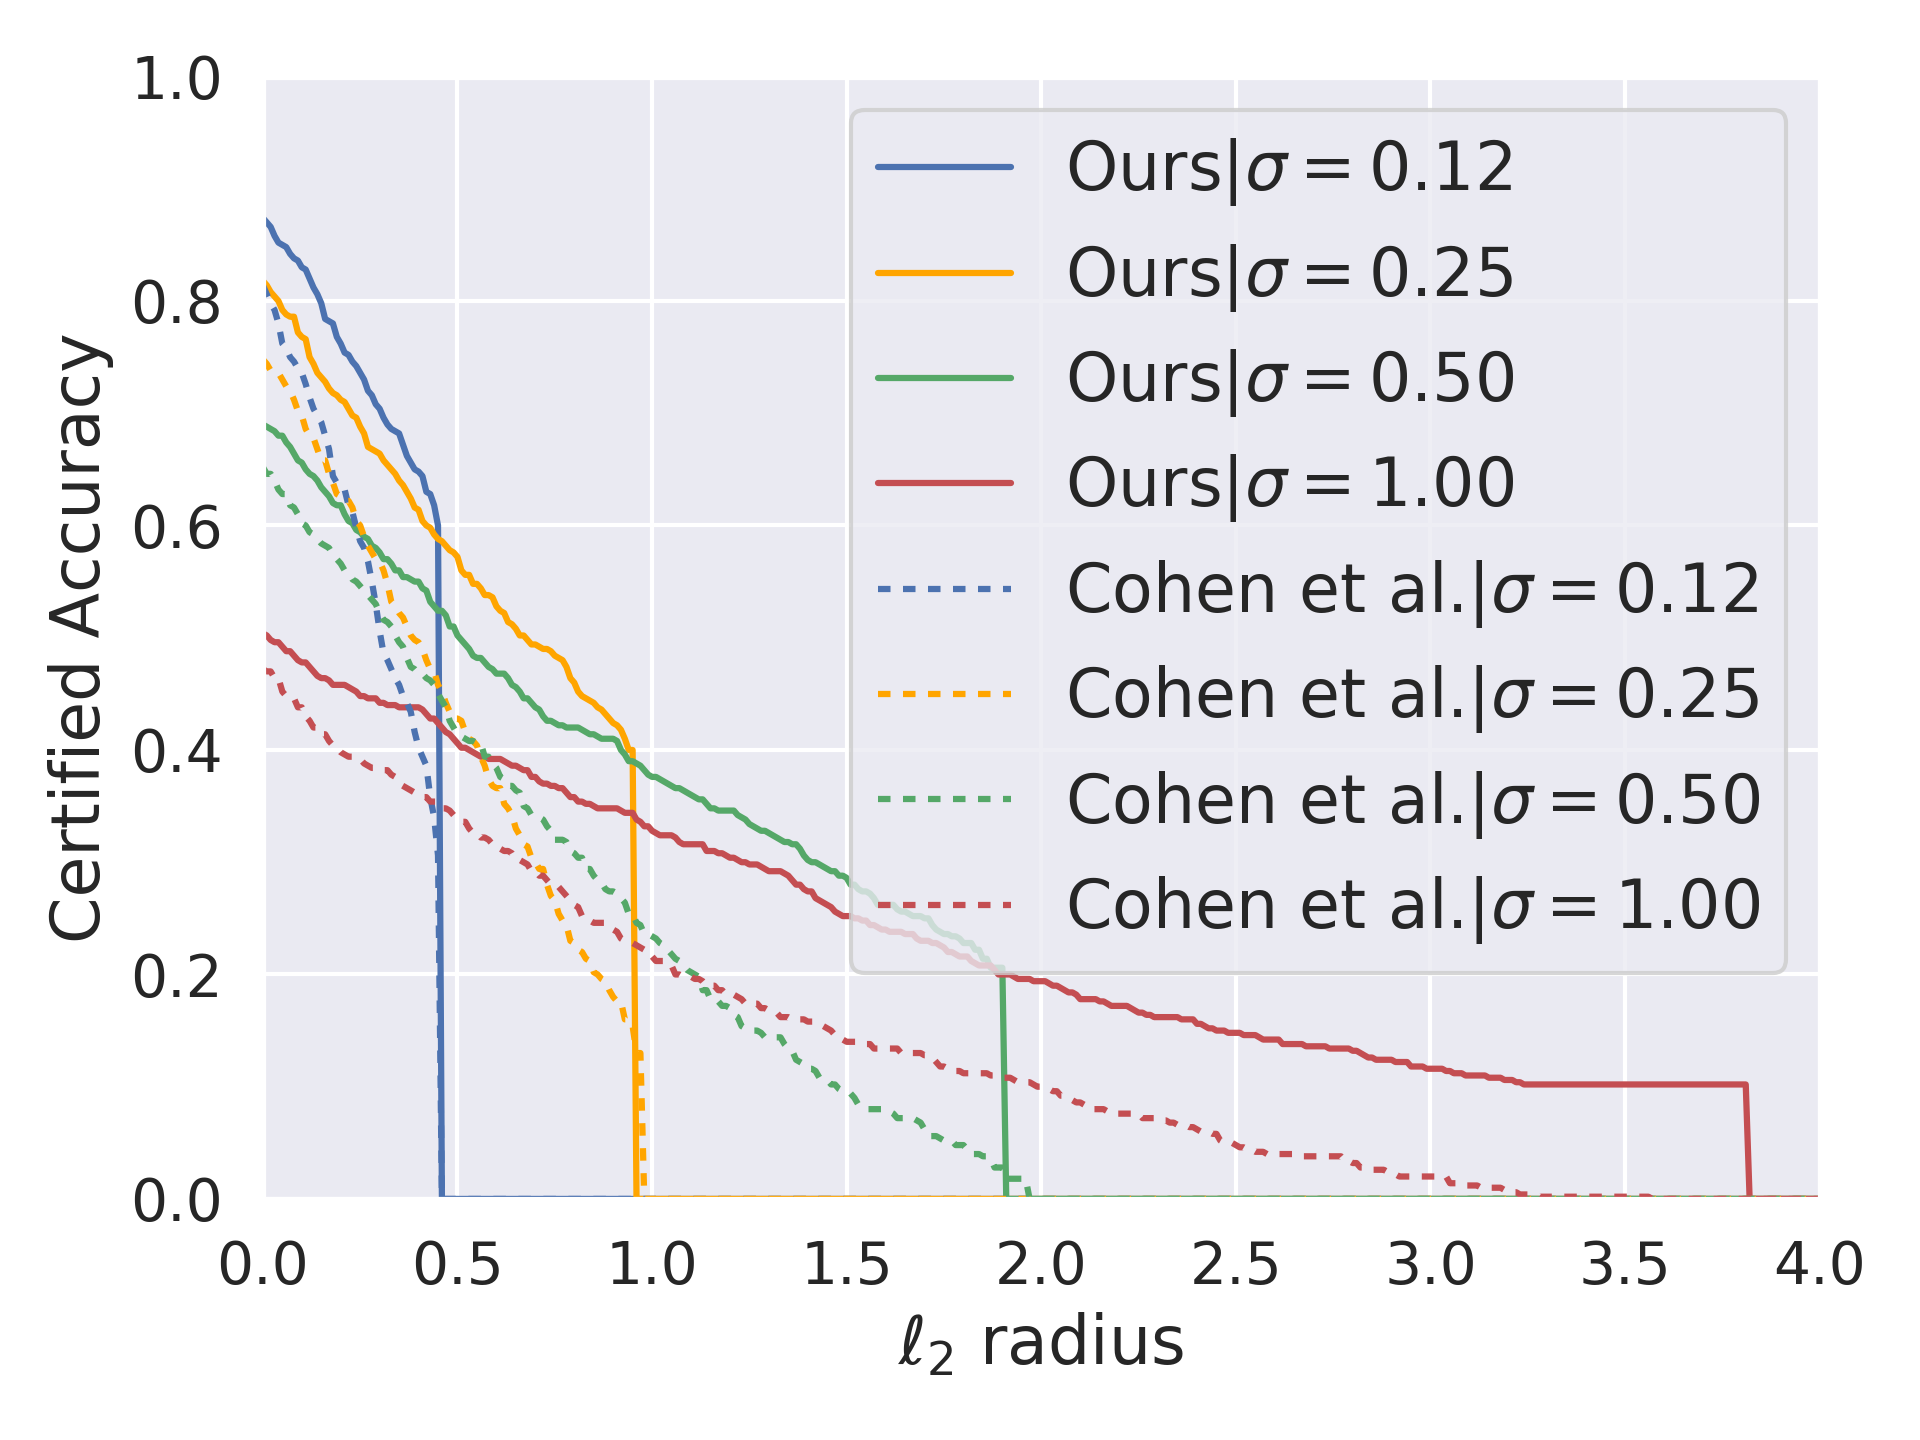 Certified Accuracy
1.0
0.8
0.6
0.4
0.2
0.0
Ours|σ = 0.12
Ours|σ = 0.25
Ours|σ = 0.50
Ours|σ = 1.00
Cohen et al.|σ = 0.12
Cohen et al.|σ = 0.25
Cohen et al.|σ = 0.50
Cohen et al.|σ = 1.00
0.0 0.5 1.0 1.5 2.0 2.5 3.0 3.5 4.0
ℓ₂ radius